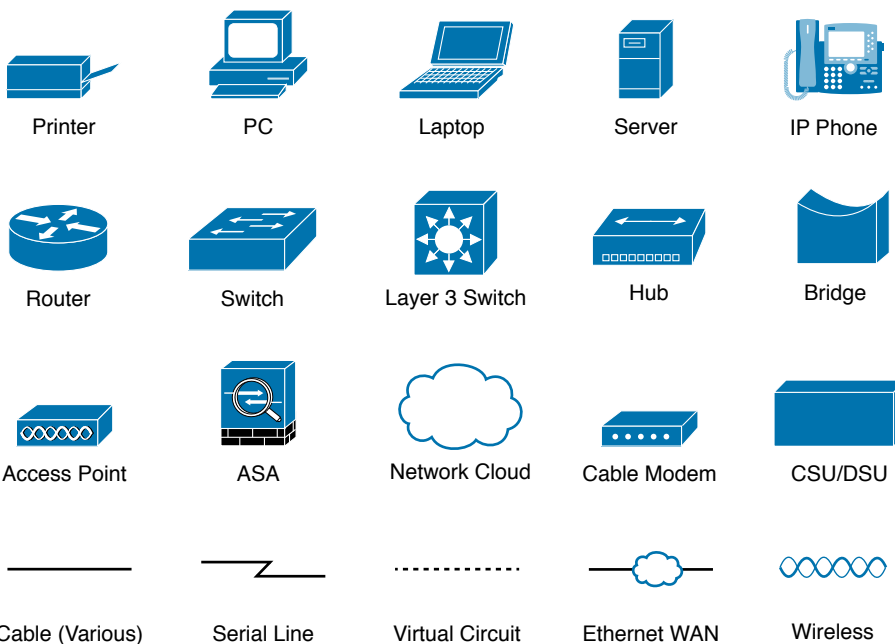 Printer
PC
Laptop
Server
IP Phone
Router
Switch
Layer 3 Switch
Hub
Bridge
Access Point
ASA
Network Cloud
Cable Modem
CSU/DSU
Cable (Various)
Serial Line
Virtual Circuit
Ethernet WAN
Wireless